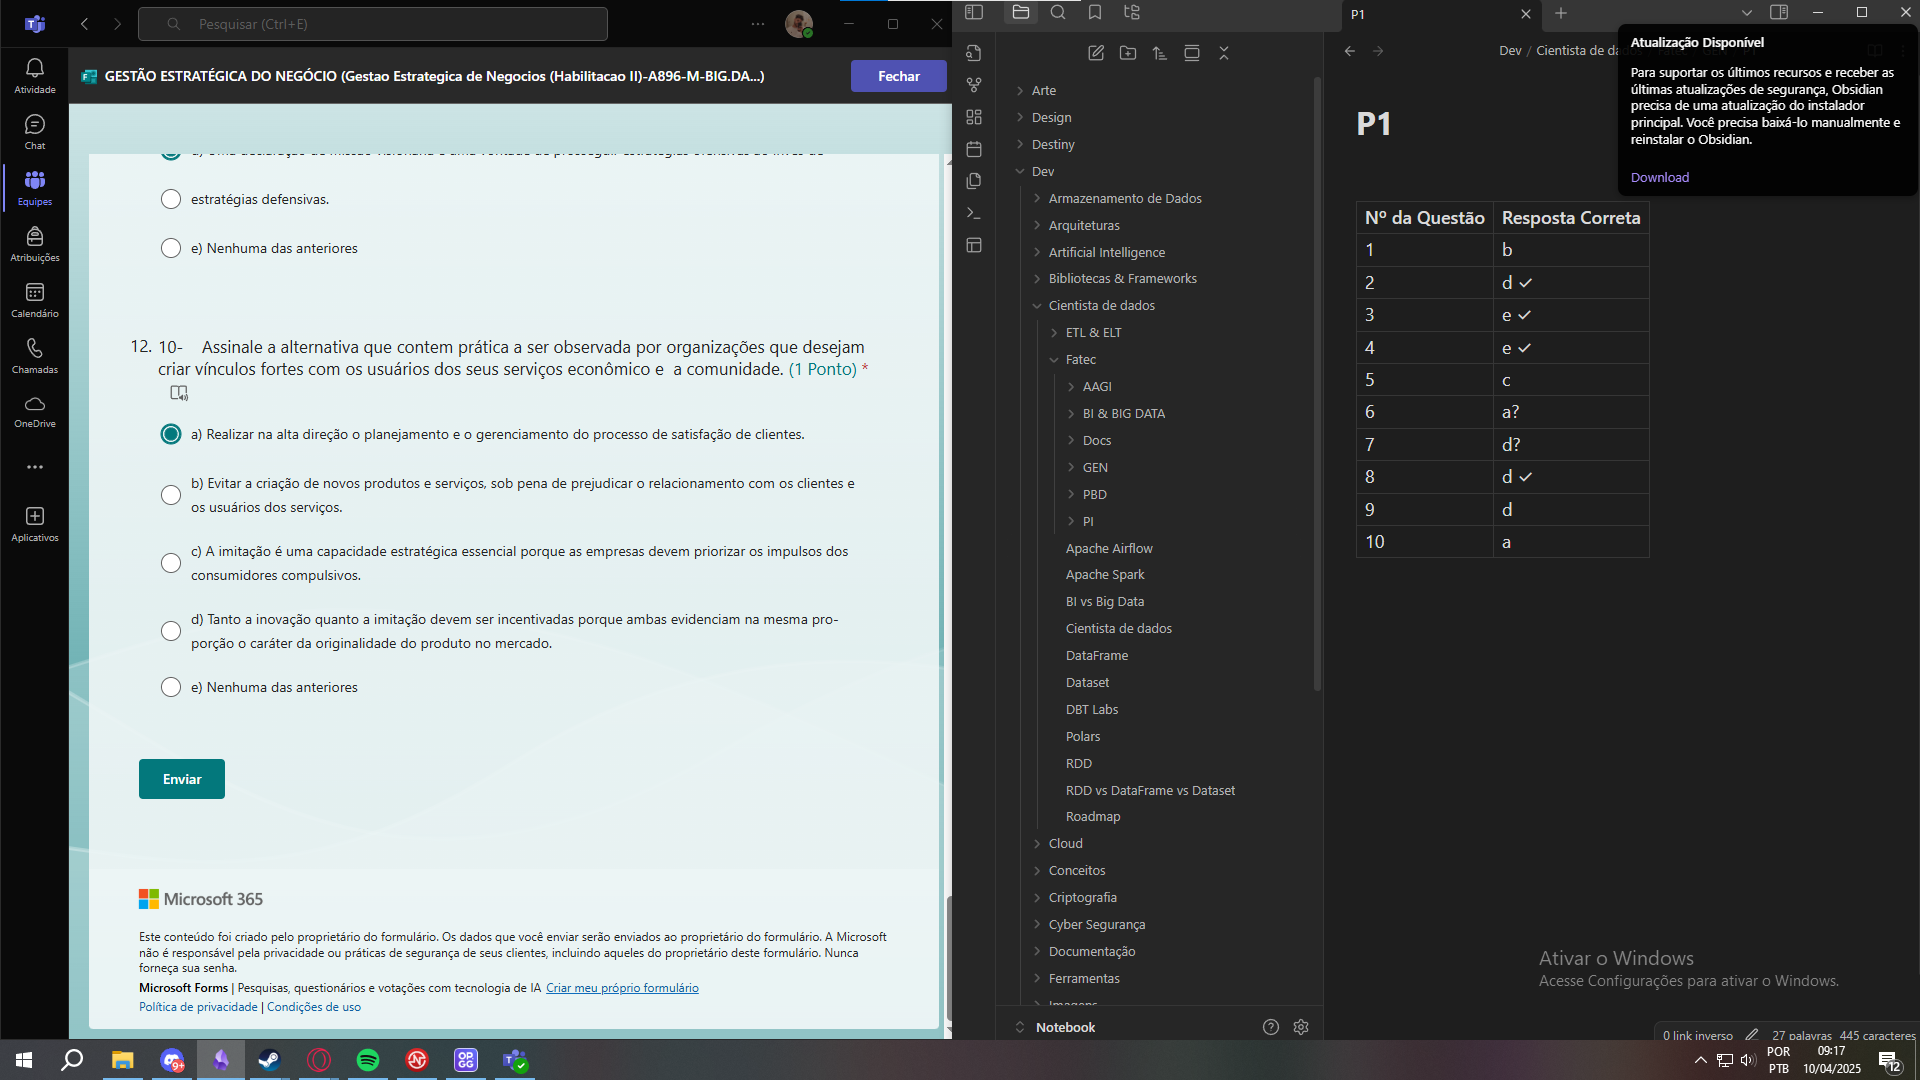 Pesquisar (Ctrl+E)
Atividade
Chat
Equipes
Atribuições
Calendário
Chamadas
OneDrive
Aplicativos
GESTÃO ESTRATÉGICA DO NEGÓCIO (Gestao Estrategica de Negocios (Habilitacao II)-A896-M-BIG.DA...)
Fechar
estratégias defensivas.
e) Nenhuma das anteriores
12. 10- Assinale a alternativa que contem prática a ser observada por organizações que desejam
criar vínculos fortes com os usuários dos seus serviços econômico e a comunidade. (1 Ponto) *
a) Realizar na alta direção o planejamento e o gerenciamento do processo de satisfação de clientes.
b) Evitar a criação de novos produtos e serviços, sob pena de prejudicar o relacionamento com os clientes e
os usuários dos serviços.
c) A imitação é uma capacidade estratégica essencial porque as empresas devem priorizar os impulsos dos
consumidores compulsivos.
d) Tanto a inovação quanto a imitação devem ser incentivadas porque ambas evidenciam na mesma pro-
porção o caráter da originalidade do produto no mercado.
e) Nenhuma das anteriores
Enviar
Microsoft 365
Este conteúdo foi criado pelo proprietário do formulário. Os dados que você enviar serão enviados ao proprietário do formulário. A Microsoft
não é responsável pela privacidade ou práticas de segurança de seus clientes, incluindo aqueles do proprietário deste formulário. Nunca
forneça sua senha.
Microsoft Forms | Pesquisas, questionários e votações com tecnologia de IA Criar meu próprio formulário
Política de privacidade | Condições de uso
Arte
Design
Destiny
Dev
Armazenamento de Dados
Arquiteturas
Artificial Intelligence
Bibliotecas & Frameworks
Cientista de dados
ETL & ELT
Fatec
AAGI
BI & BIG DATA
Docs
GEN
PBD
PI
Apache Airflow
Apache Spark
BI vs Big Data
Cientista de dados
DataFrame
Dataset
DBT Labs
Polars
RDD
RDD vs DataFrame vs Dataset
Roadmap
Cloud
Conceitos
Criptografia
Cyber Segurança
Documentação
Ferramentas
Imagens
Notebook
P1
Dev / Cientista de da
Atualização Disponível
Para suportar os últimos recursos e receber as
últimas atualizações de segurança, Obsidian
precisa de uma atualização do instalador
principal. Você precisa baixá-lo manualmente e
reinstalar o Obsidian.
Download
P1
Nº da Questão Resposta Correta
1 b
2 d ✓
3 e ✓
4 e ✓
5 c
6 a?
7 d?
8 d ✓
9 d
10 a
Ativar o Windows
Acesse Configurações para ativar o Windows.
0 link inverso 27 palavras 445 caracteres
9+
OP.GG
POR
PTB
09:17
10/04/2025
12